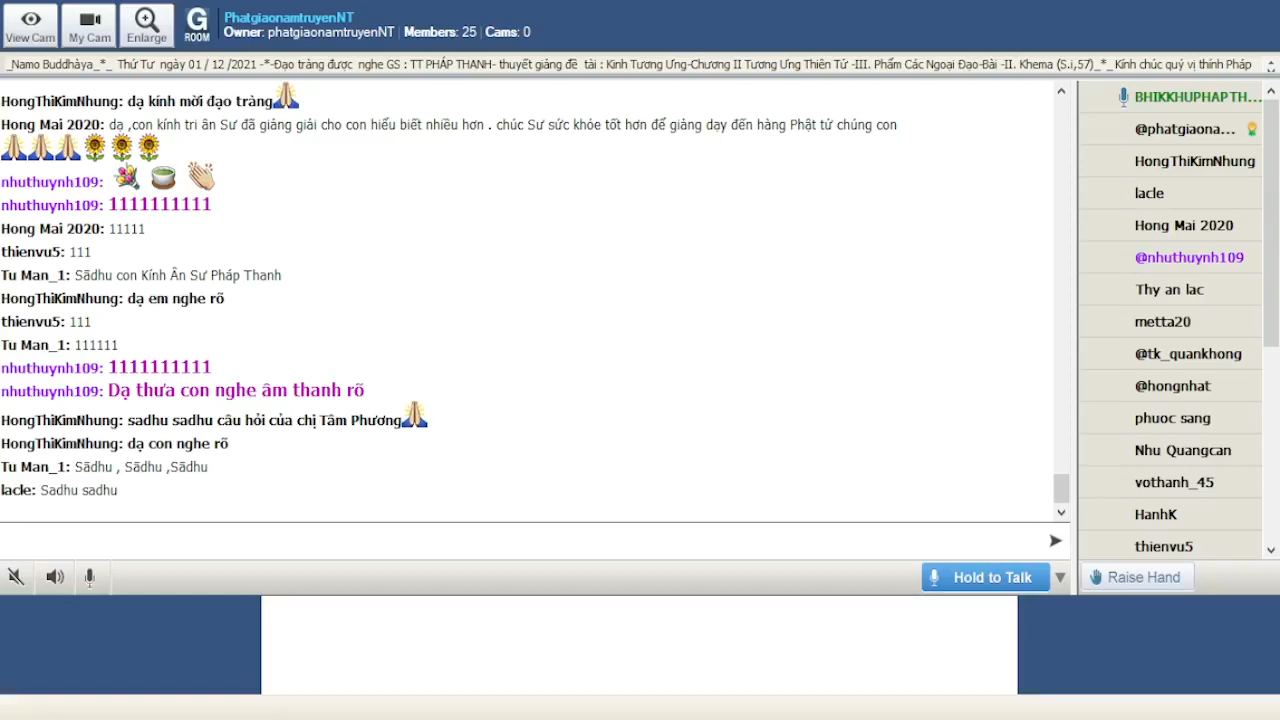 View Cam
My Cam
Enlarge
G
ROOM
PhatgiaonamtruyenNT
Owner: phatgiaonamtruyenNT | Members: 25 | Cams: 0
_Namo Buddhàya_*_ Thứ Tư ngày 01 / 12 /2021 -*-Đạo tràng được nghe GS : TT PHÁP THANH- thuyết giảng đề tài : Kinh Tương Ưng-Chương II Tương Ưng Thiên Tử -III. Phẩm Các Ngoại Đạo-Bài -II. Khema (S.i,57)_*_Kính chúc quý vị thính Pháp
HongThiKimNhung: dạ kính mời đạo tràng
Hong Mai 2020: dạ ,con kính tri ân Sư đã giảng giải cho con hiểu biết nhiều hơn . chúc Sư sức khỏe tốt hơn để giảng dạy đến hàng Phật tử chúng con
nhuthuynh109:
nhuthuynh109: 1111111111
Hong Mai 2020: 11111
thienvu5: 111
Tu Man_1: Sādhu con Kính Ân Sư Pháp Thanh
HongThiKimNhung: dạ em nghe rõ
thienvu5: 111
Tu Man_1: 111111
nhuthuynh109: 1111111111
nhuthuynh109: Dạ thưa con nghe âm thanh rõ
HongThiKimNhung: sadhu sadhu câu hỏi của chị Tâm Phương
HongThiKimNhung: dạ con nghe rõ
Tu Man_1: Sādhu , Sādhu ,Sādhu
lacle: Sadhu sadhu
Hold to Talk
BHIKKHUPHAPTH...
@phatgiaona...
HongThiKimNhung
lacle
Hong Mai 2020
@nhuthuynh109
Thy an lac
metta20
@tk_quankhong
@hongnhat
phuoc sang
Nhu Quangcan
vothanh_45
HanhK
thienvu5
Raise Hand